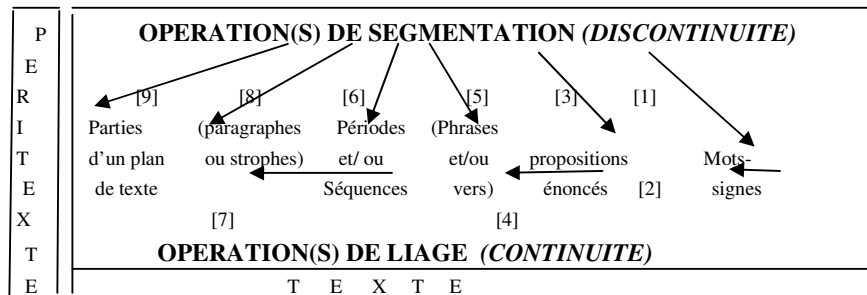 P
E
R
I
T
E
X
T
E
OPERATION(S) DE SEGMENTATION (DISCONTINUITE)
[9] [8] [6] [5] [3] [1]
Parties (paragraphes Périodes (Phrases
d'un plan ou strophes) et/ ou et/ou propositions Mots-
de texte Séquences vers) énoncés [2] signes
[7] [4]
OPERATION(S) DE LIAGE (CONTINUITE)
T E X T E